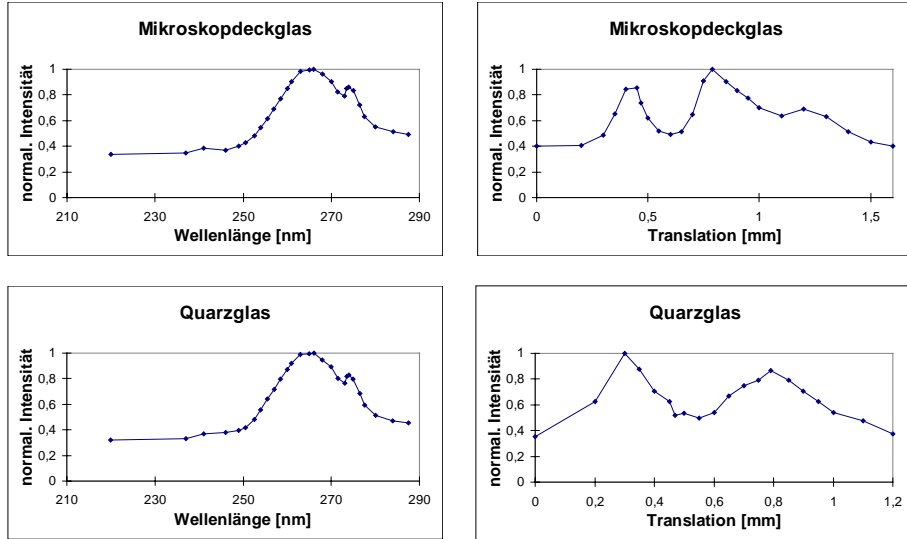 Mikroskopdeckglas
normal. Intensität
1
0,8
0,6
0,4
0,2
0
210 230 250 270 290
Wellenlänge [nm]
Mikroskopdeckglas
normal. Intensität
1
0,8
0,6
0,4
0,2
0
0 0,5 1 1,5
Translation [mm]
Quarzglas
normal. Intensität
1
0,8
0,6
0,4
0,2
0
210 230 250 270 290
Wellenlänge [nm]
Quarzglas
normal. Intensität
1
0,8
0,6
0,4
0,2
0
0 0,2 0,4 0,6 0,8 1 1,2
Translation [mm]